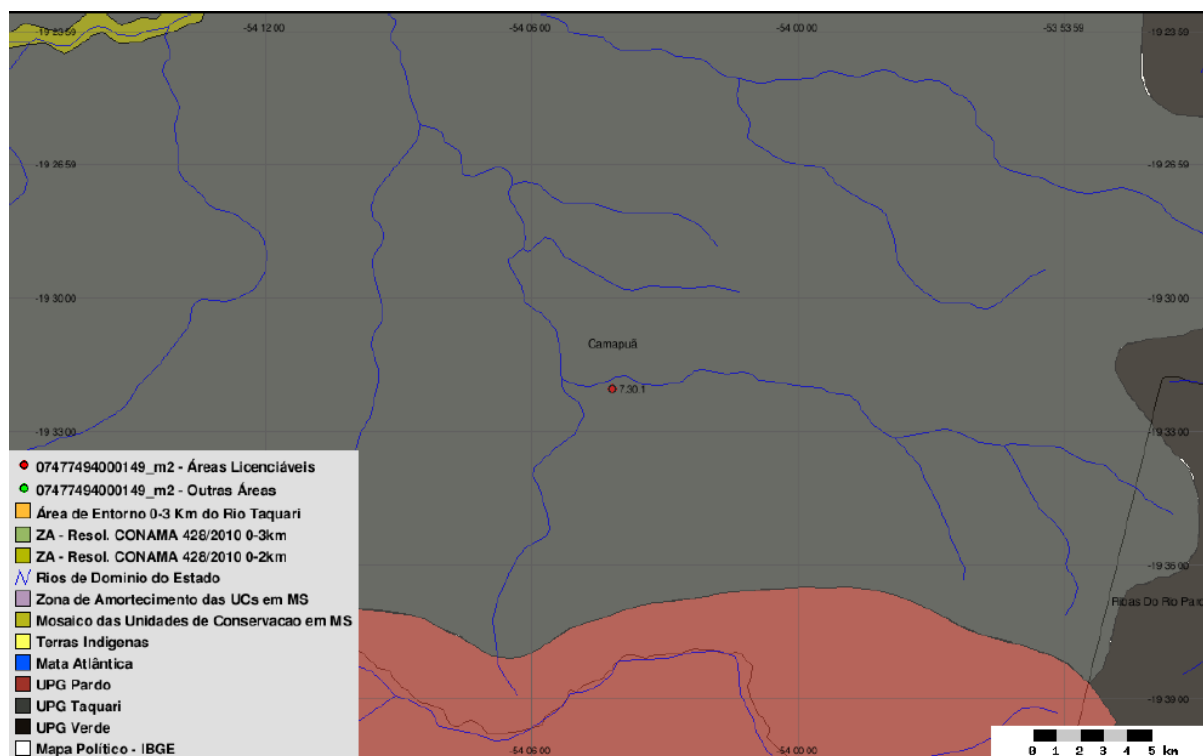 -54 12 00
-54 06 00
-54 00 00
-53 53 59
-19 23 59
-19 23 59
-19 26 59
-19 26 59
-19 30 00
-19 30 00
Camapuã
730.1
-19 33 00
-19 33 00
07477494000149_m2 - Áreas Licenciáveis
07477494000149_m2 - Outras Áreas
Área de Entorno 0-3 Km do Rio Taquari
ZA - Resol. CONAMA 428/2010 0-3km
ZA - Resol. CONAMA 428/2010 0-2km
Rios de Dominio do Estado
Zona de Amortecimento das UCs em MS
Mosaico das Unidades de Conservacao em MS
Terras Indigenas
Mata Atlântica
UPG Pardo
UPG Taquari
UPG Verde
Mapa Político - IBGE
-19 36 00
Ribas Do Rio Pardo
-19 39 00
-54 06 00
-54 00 00
0 1 2 3 4 5 km